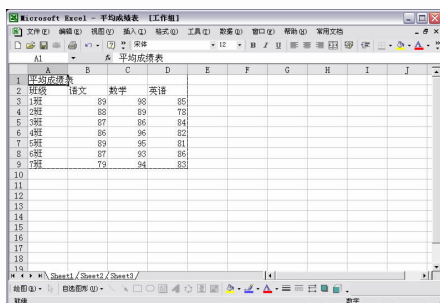 Microsoft Excel - 平均成绩表 [工作组]
文件(F) 编辑(E) 视图(V) 插入(I) 格式(O) 工具(T) 数据(D) 窗口(W) 帮助(H) 常用文档
宋体 12 B I U
A1 fx 平均成绩表
A B C D E F G H I J
1 平均成绩表
2 班级 语文 数学 英语
3 1班 89 98 85
4 2班 88 89 78
5 3班 87 86 84
6 4班 86 96 82
7 5班 89 95 81
8 6班 87 93 86
9 7班 79 94 83
10
11
12
13
14
15
16
17
18
19
Sheet1 Sheet2 Sheet3
绘图(R) 自选图形(U)
就绪 数字